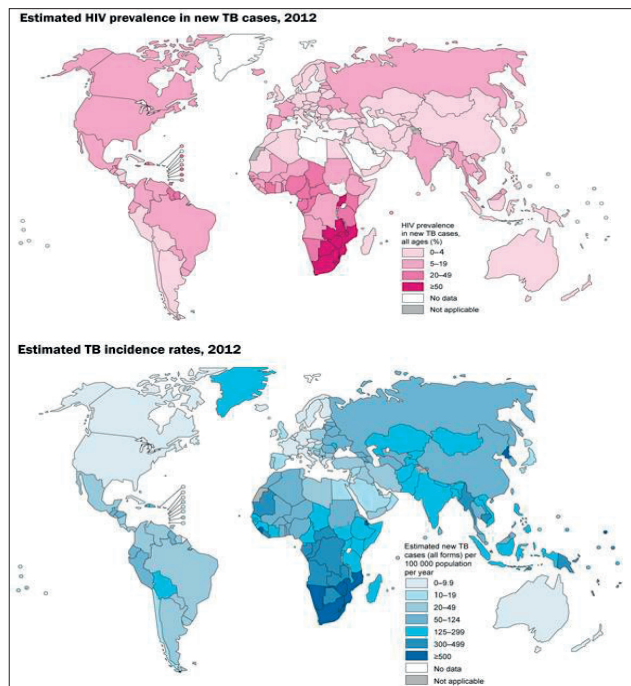 Estimated HIV prevalence in new TB cases, 2012
HIV prevalence
in new TB cases,
all ages (%)
0–4
5–19
20–49
≥50
No data
Not applicable
Estimated TB incidence rates, 2012
Estimated new TB
cases (all forms) per
100 000 population
per year
0–9.9
10–19
20–49
50–124
125–299
300–499
≥500
No data
Not applicable